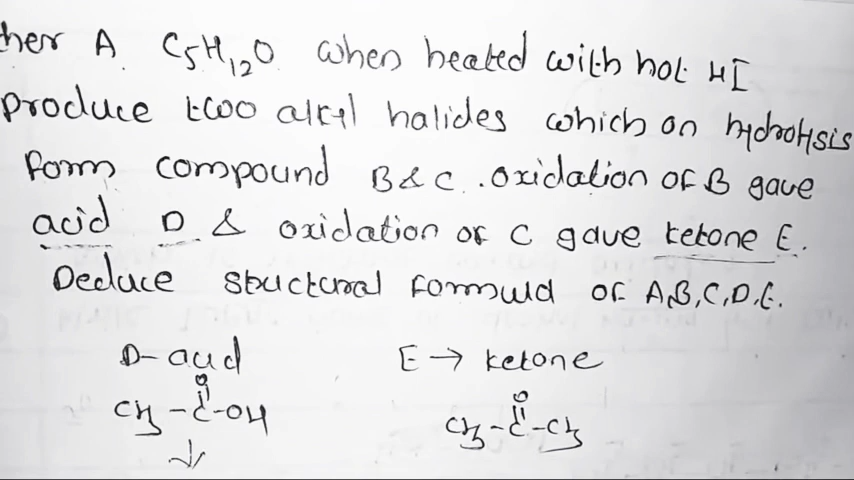 her A C5H12O when heated with hot HI
produce two alkyl halides which on hydrolsis
form compound B & C. oxidation of B gave
acid D & oxidation of C gave ketone E.
Deduce structural formula of A,B,C,D,E.
D-acid E → ketone
O O
CH3-C-OH CH3-C-CH3